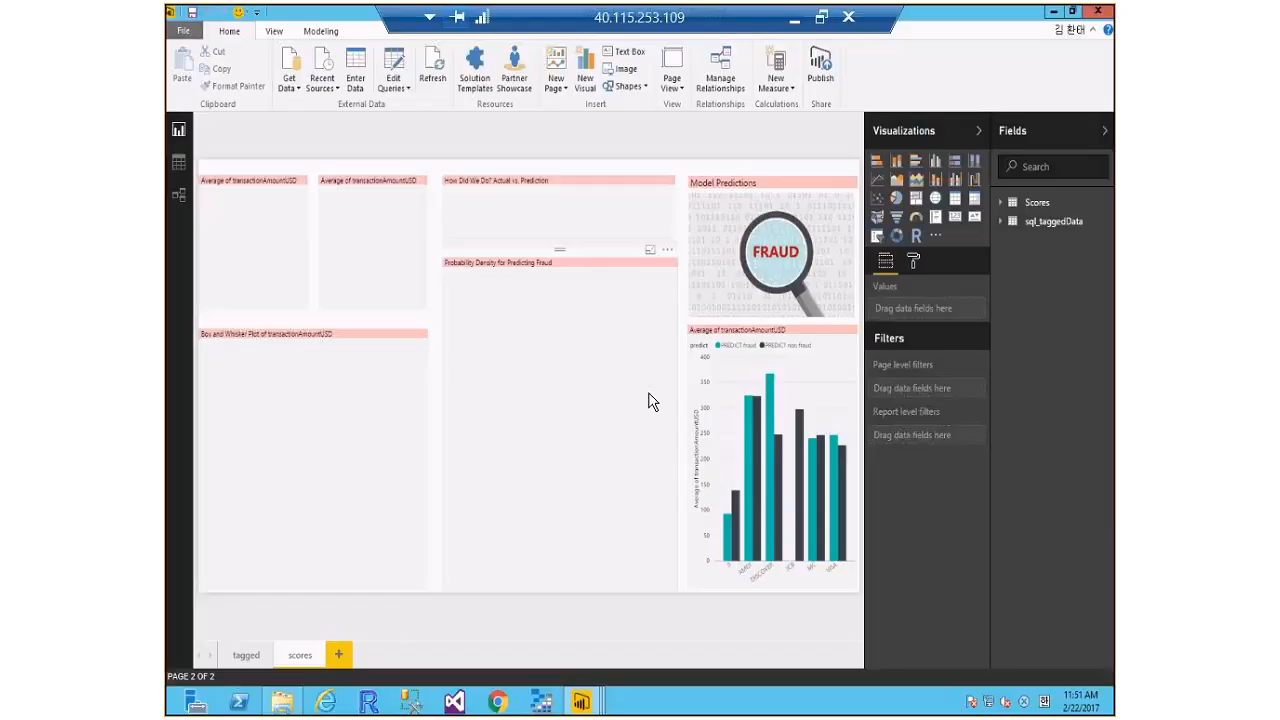 40.115.253.109
File
Home
View
Modeling
김 환태
Paste
Cut
Copy
Format Painter
Clipboard
Get Data
Recent Sources
Enter Data
Edit Queries
External Data
Refresh
Solution Templates
Partner Showcase
Resources
New Page
New Visual
Text Box
Image
Shapes
Insert
Page View
View
Manage Relationships
Relationships
New Measure
Calculations
Publish
Share
Average of transactionAmountUSD
Average of transactionAmountUSD
How Did We Do? Actual vs. Prediction
Probability Density for Predicting Fraud
Box and Whisker Plot of transactionAmountUSD
Model Predictions
FRAUD
Average of transactionAmountUSD
predict
PREDICT fraud
PREDICT non fraud
Average of transactionAmountUSD
400
350
300
250
200
150
100
50
0
AMEX
DISCOVER
JCB
MC
VISA
Visualizations
R
Values
Drag data fields here
Filters
Page level filters
Drag data fields here
Report level filters
Drag data fields here
Fields
Search
Scores
sql_taggedData
tagged
scores
PAGE 2 OF 2
11:51 AM
2/22/2017